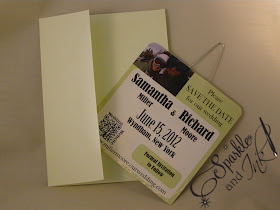 Please
SAVE THE DATE
for our wedding
Samantha & Richard
Miller Moore
June 15, 2012
Wyndham, New York
Formal Invitation
to Follow
Sparkle
and Ink